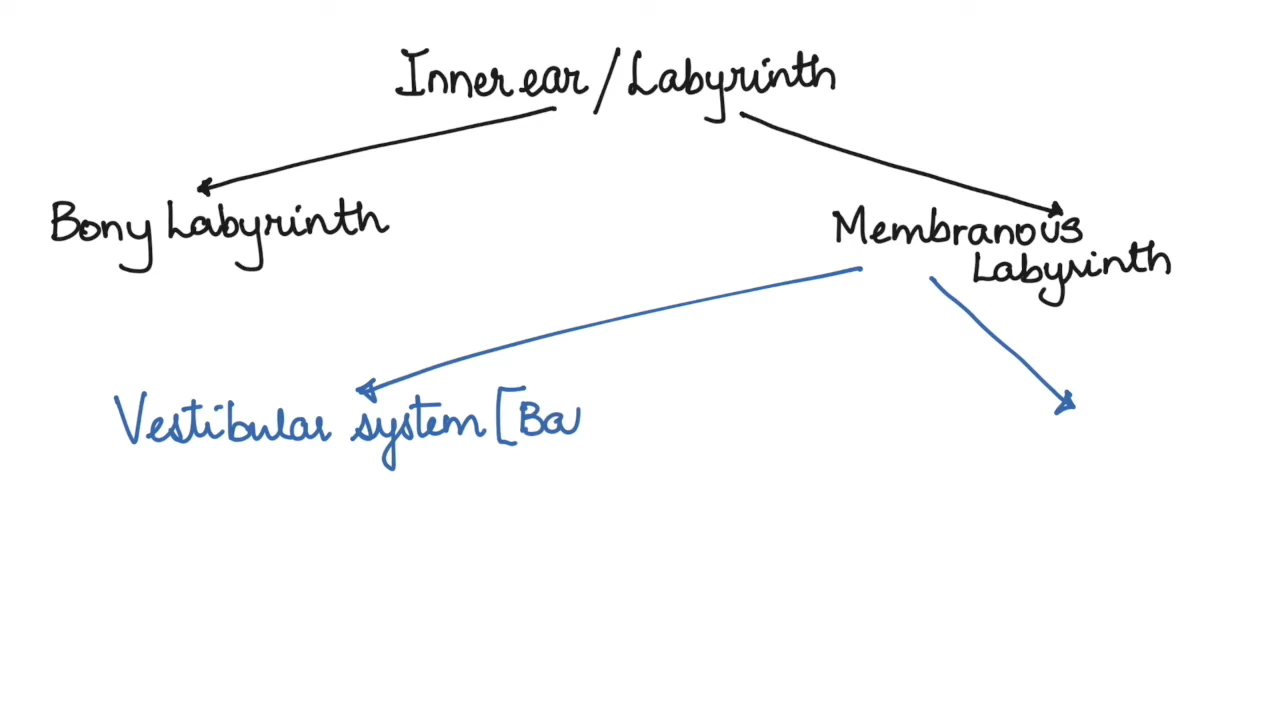 Inner ear / Labyrinth
Bony Labyrinth
Membranous
Labyrinth
Vestibular system [Ba